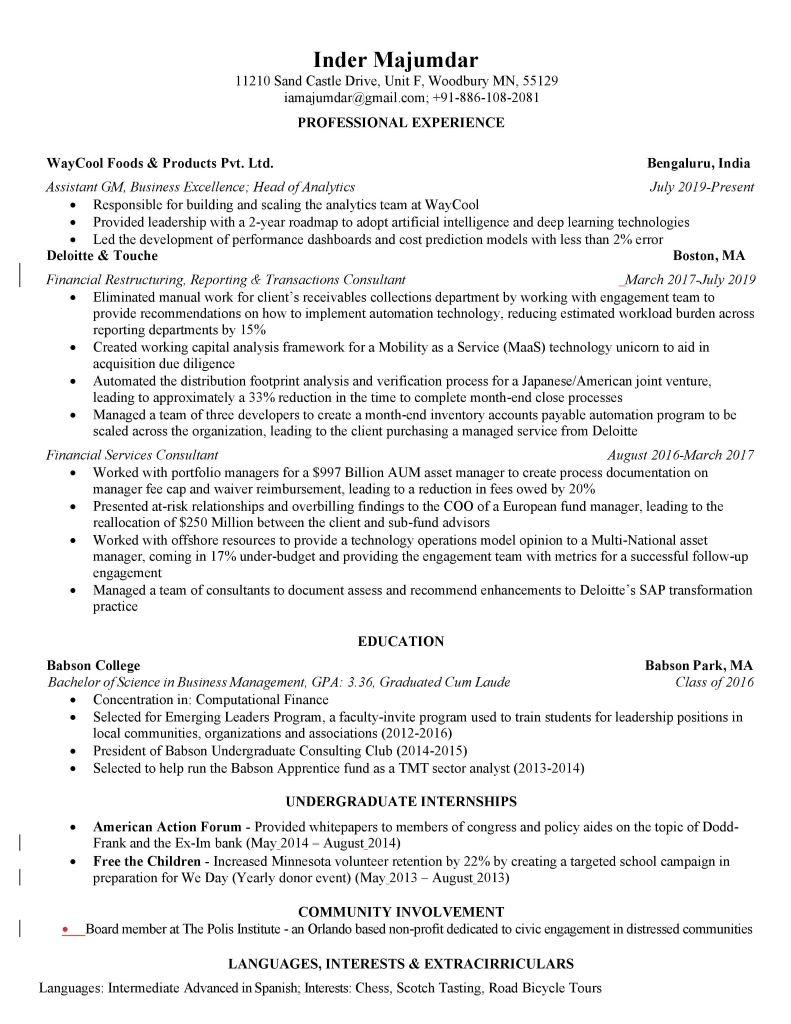 Inder Majumdar
11210 Sand Castle Drive, Unit F, Woodbury MN, 55129
iamajumdar@gmail.com; +91-886-108-2081
PROFESSIONAL EXPERIENCE
WayCool Foods & Products Pvt. Ltd. Bengaluru, India
Assistant GM, Business Excellence; Head of Analytics July 2019-Present
• Responsible for building and scaling the analytics team at WayCool
• Provided leadership with a 2-year roadmap to adopt artificial intelligence and deep learning technologies
• Led the development of performance dashboards and cost prediction models with less than 2% error
Deloitte & Touche Boston, MA
Financial Restructuring, Reporting & Transactions Consultant March 2017-July 2019
• Eliminated manual work for client's receivables collections department by working with engagement team to
provide recommendations on how to implement automation technology, reducing estimated workload burden across
reporting departments by 15%
• Created working capital analysis framework for a Mobility as a Service (MaaS) technology unicorn to aid in
acquisition due diligence
• Automated the distribution footprint analysis and verification process for a Japanese/American joint venture,
leading to approximately a 33% reduction in the time to complete month-end close processes
• Managed a team of three developers to create a month-end inventory accounts payable automation program to be
scaled across the organization, leading to the client purchasing a managed service from Deloitte
Financial Services Consultant August 2016-March 2017
• Worked with portfolio managers for a $997 Billion AUM asset manager to create process documentation on
manager fee cap and waiver reimbursement, leading to a reduction in fees owed by 20%
• Presented at-risk relationships and overbilling findings to the COO of a European fund manager, leading to the
reallocation of $250 Million between the client and sub-fund advisors
• Worked with offshore resources to provide a technology operations model opinion to a Multi-National asset
manager, coming in 17% under-budget and providing the engagement team with metrics for a successful follow-up
engagement
• Managed a team of consultants to document assess and recommend enhancements to Deloitte's SAP transformation
practice
EDUCATION
Babson College Babson Park, MA
Bachelor of Science in Business Management, GPA: 3.36, Graduated Cum Laude Class of 2016
• Concentration in: Computational Finance
• Selected for Emerging Leaders Program, a faculty-invite program used to train students for leadership positions in
local communities, organizations and associations (2012-2016)
• President of Babson Undergraduate Consulting Club (2014-2015)
• Selected to help run the Babson Apprentice fund as a TMT sector analyst (2013-2014)
UNDERGRADUATE INTERNSHIPS
• American Action Forum - Provided whitepapers to members of congress and policy aides on the topic of Dodd-
Frank and the Ex-Im bank (May 2014 – August 2014)
• Free the Children - Increased Minnesota volunteer retention by 22% by creating a targeted school campaign in
preparation for We Day (Yearly donor event) (May 2013 – August 2013)
COMMUNITY INVOLVEMENT
• Board member at The Polis Institute - an Orlando based non-profit dedicated to civic engagement in distressed communities
LANGUAGES, INTERESTS & EXTRACIRRICULARS
Languages: Intermediate Advanced in Spanish; Interests: Chess, Scotch Tasting, Road Bicycle Tours